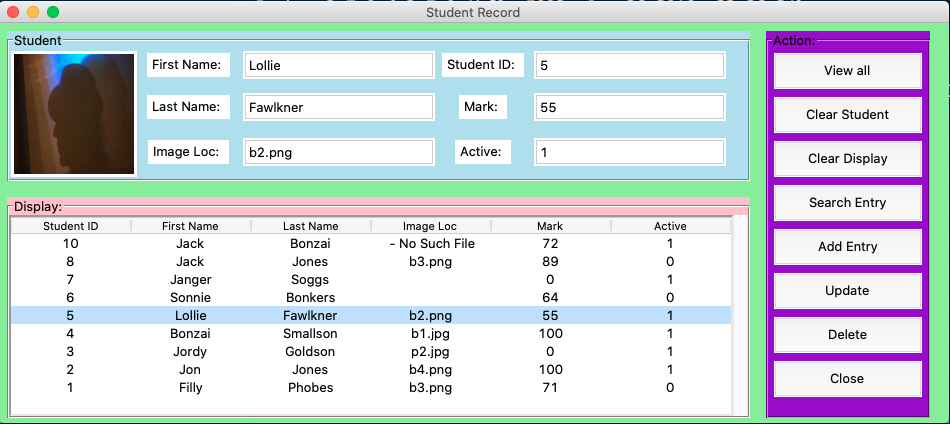 Student Record
Student
First Name: Lollie Student ID: 5
Last Name: Fawlkner Mark: 55
Image Loc: b2.png Active: 1
Display:
Student ID First Name Last Name Image Loc Mark Active
10 Jack Bonzai - No Such File 72 1
8 Jack Jones b3.png 89 0
7 Janger Soggs 0 1
6 Sonnie Bonkers 64 0
5 Lollie Fawlkner b2.png 55 1
4 Bonzai Smallson b1.jpg 100 1
3 Jordy Goldson p2.jpg 0 1
2 Jon Jones b4.png 100 1
1 Filly Phobes b3.png 71 0
Action:
View all
Clear Student
Clear Display
Search Entry
Add Entry
Update
Delete
Close